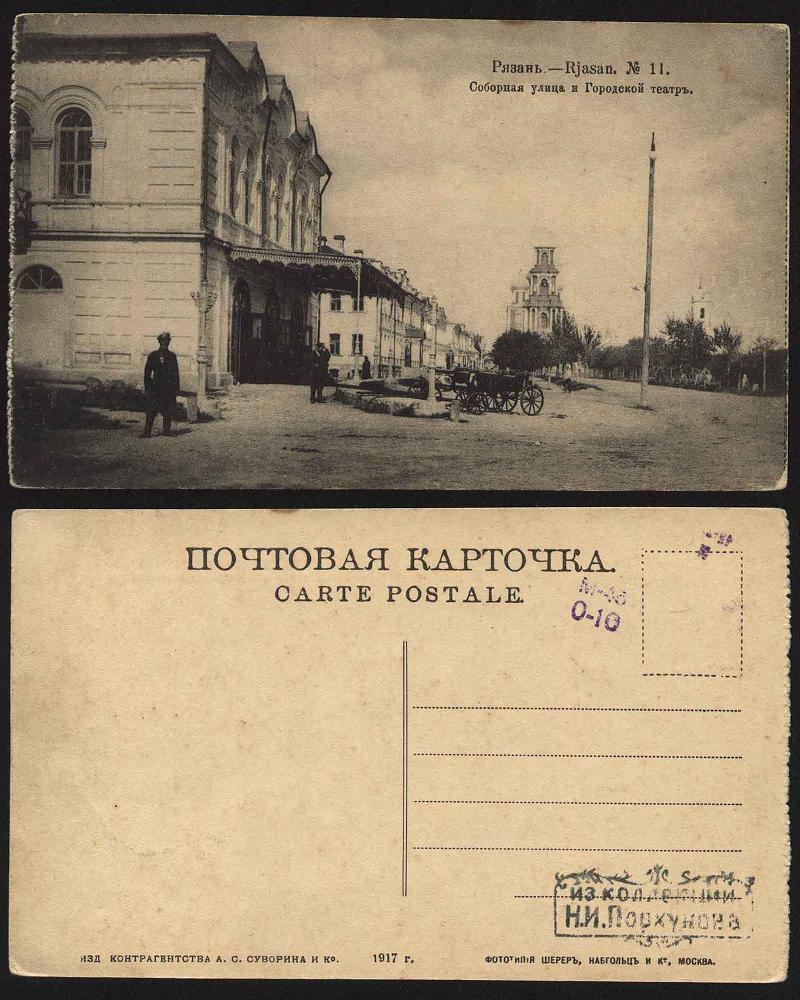 Рязань.—Rjasan. № 11.
Соборная улица и Городской театръ.
ПОЧТОВАЯ КАРТОЧКА.
CARTE POSTALE.
М-46
0-10
ИЗ КОЛЛЕКЦИИ
Н.И.Порхунова
ИЗД КОНТРАГЕНТСТВА А. С. СУВОРИНА И Ко. 1917 г. ФОТОТИПІЯ ШЕРЕРЪ, НАБГОЛЬЦЪ И Ко, МОСКВА.